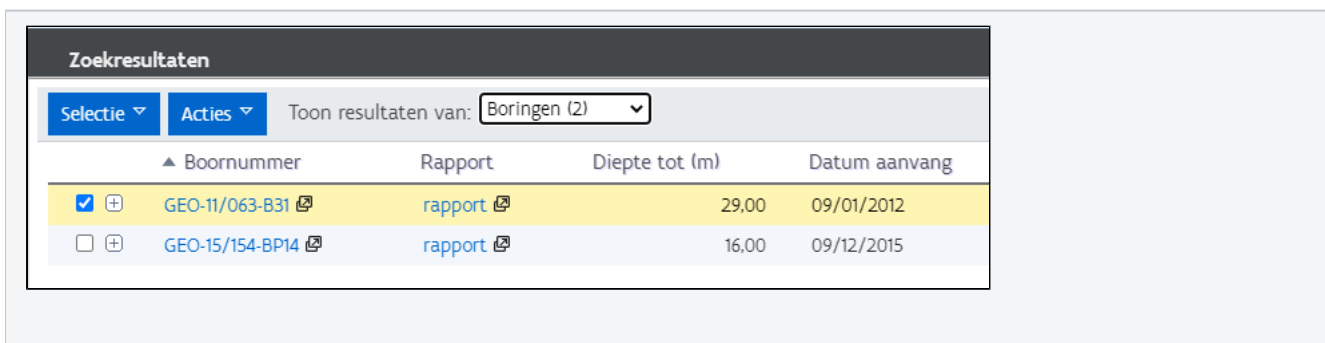 Zoekresultaten
Selectie Acties Toon resultaten van: Boringen (2)
Boornummer Rapport Diepte tot (m) Datum aanvang
GEO-11/063-B31 rapport 29,00 09/01/2012
GEO-15/154-BP14 rapport 16,00 09/12/2015